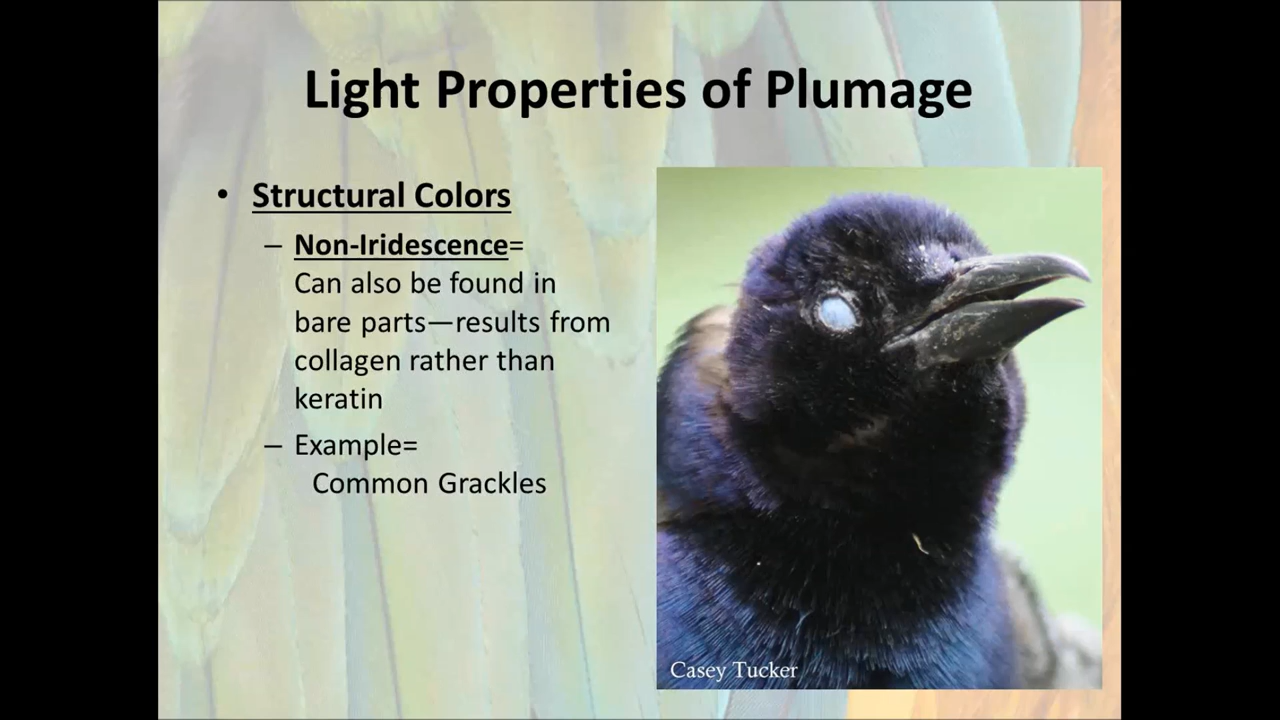 Light Properties of Plumage
• Structural Colors
– Non-Iridescence=
Can also be found in
bare parts—results from
collagen rather than
keratin
– Example=
Common Grackles
Casey Tucker